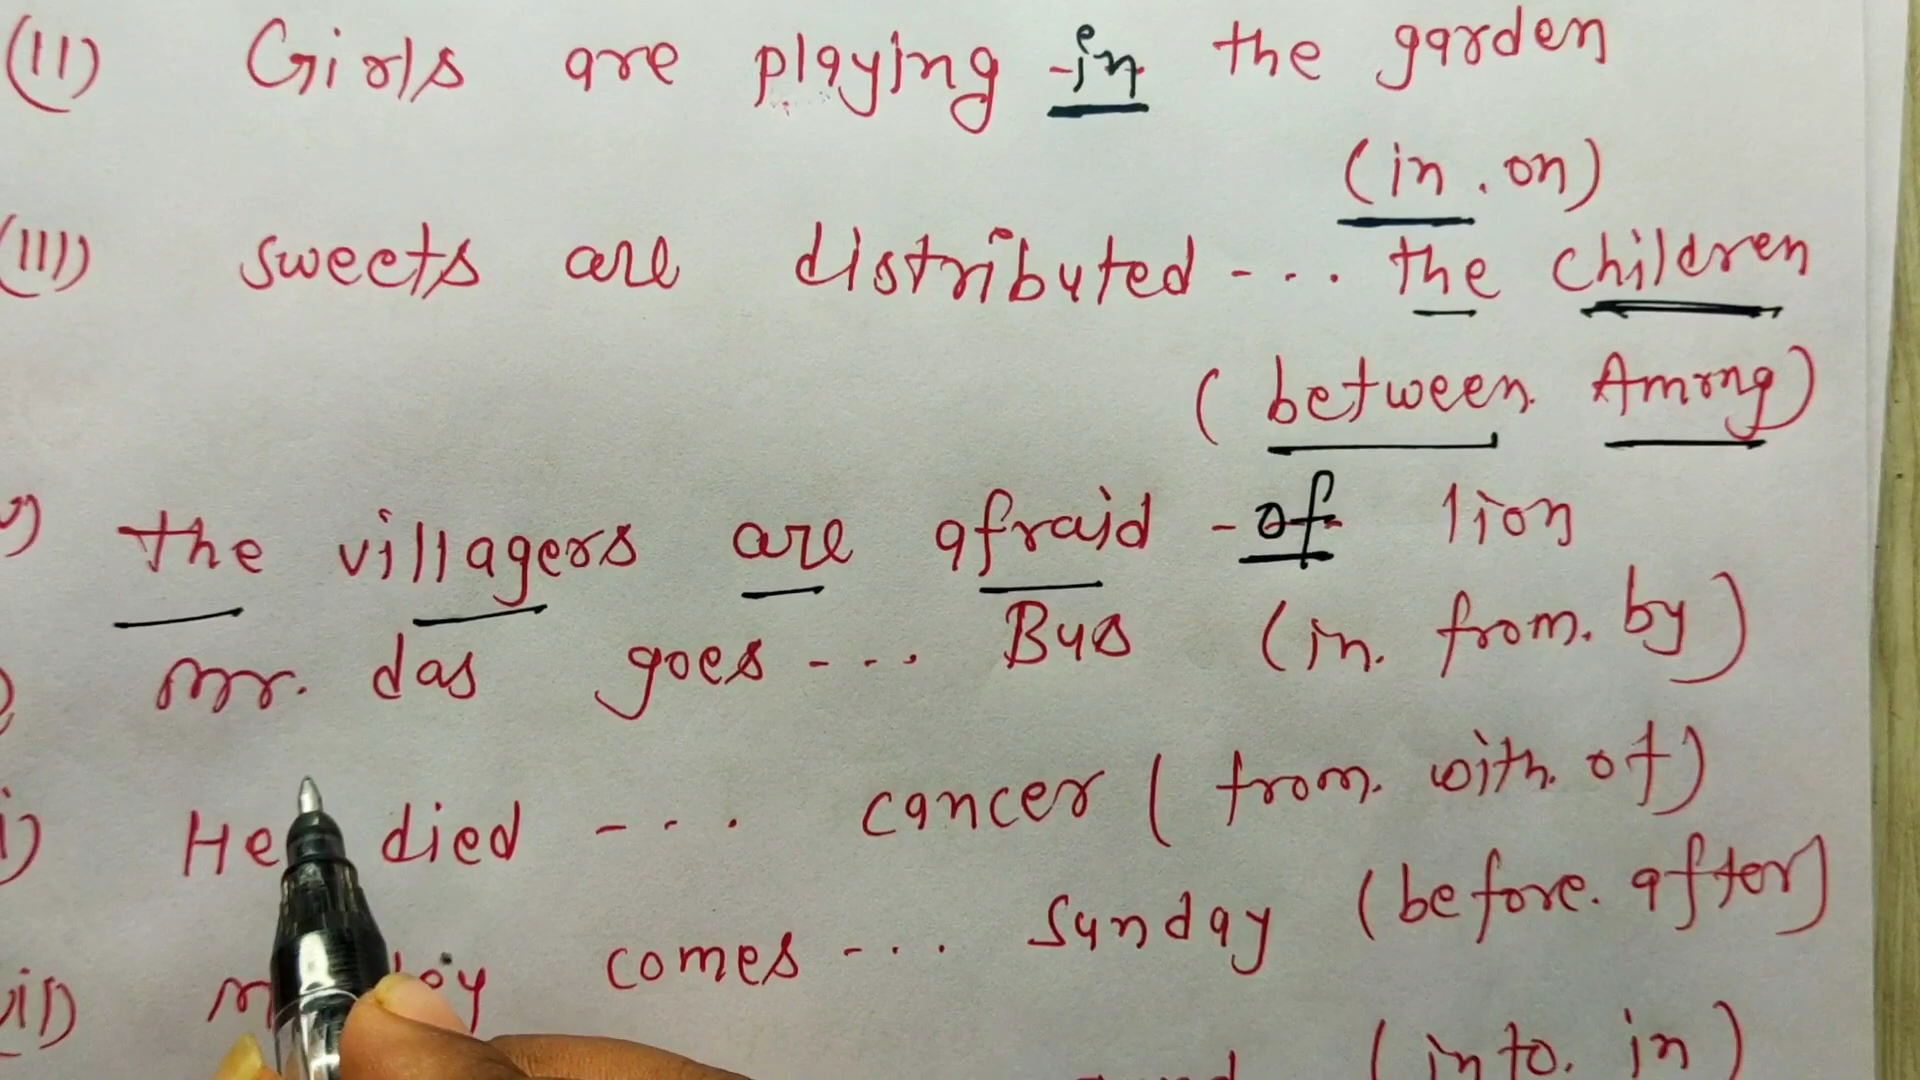 (II) Girls are playing in the garden
(in. on)
(III) sweets are distributed --.. the children
(between. Among)
the villagers are afraid -of- lion
mr. das goes -... Bus (in. from. by)
He died --.. cancer (from. with. of)
comes -... sunday (before. after)
(into. in)